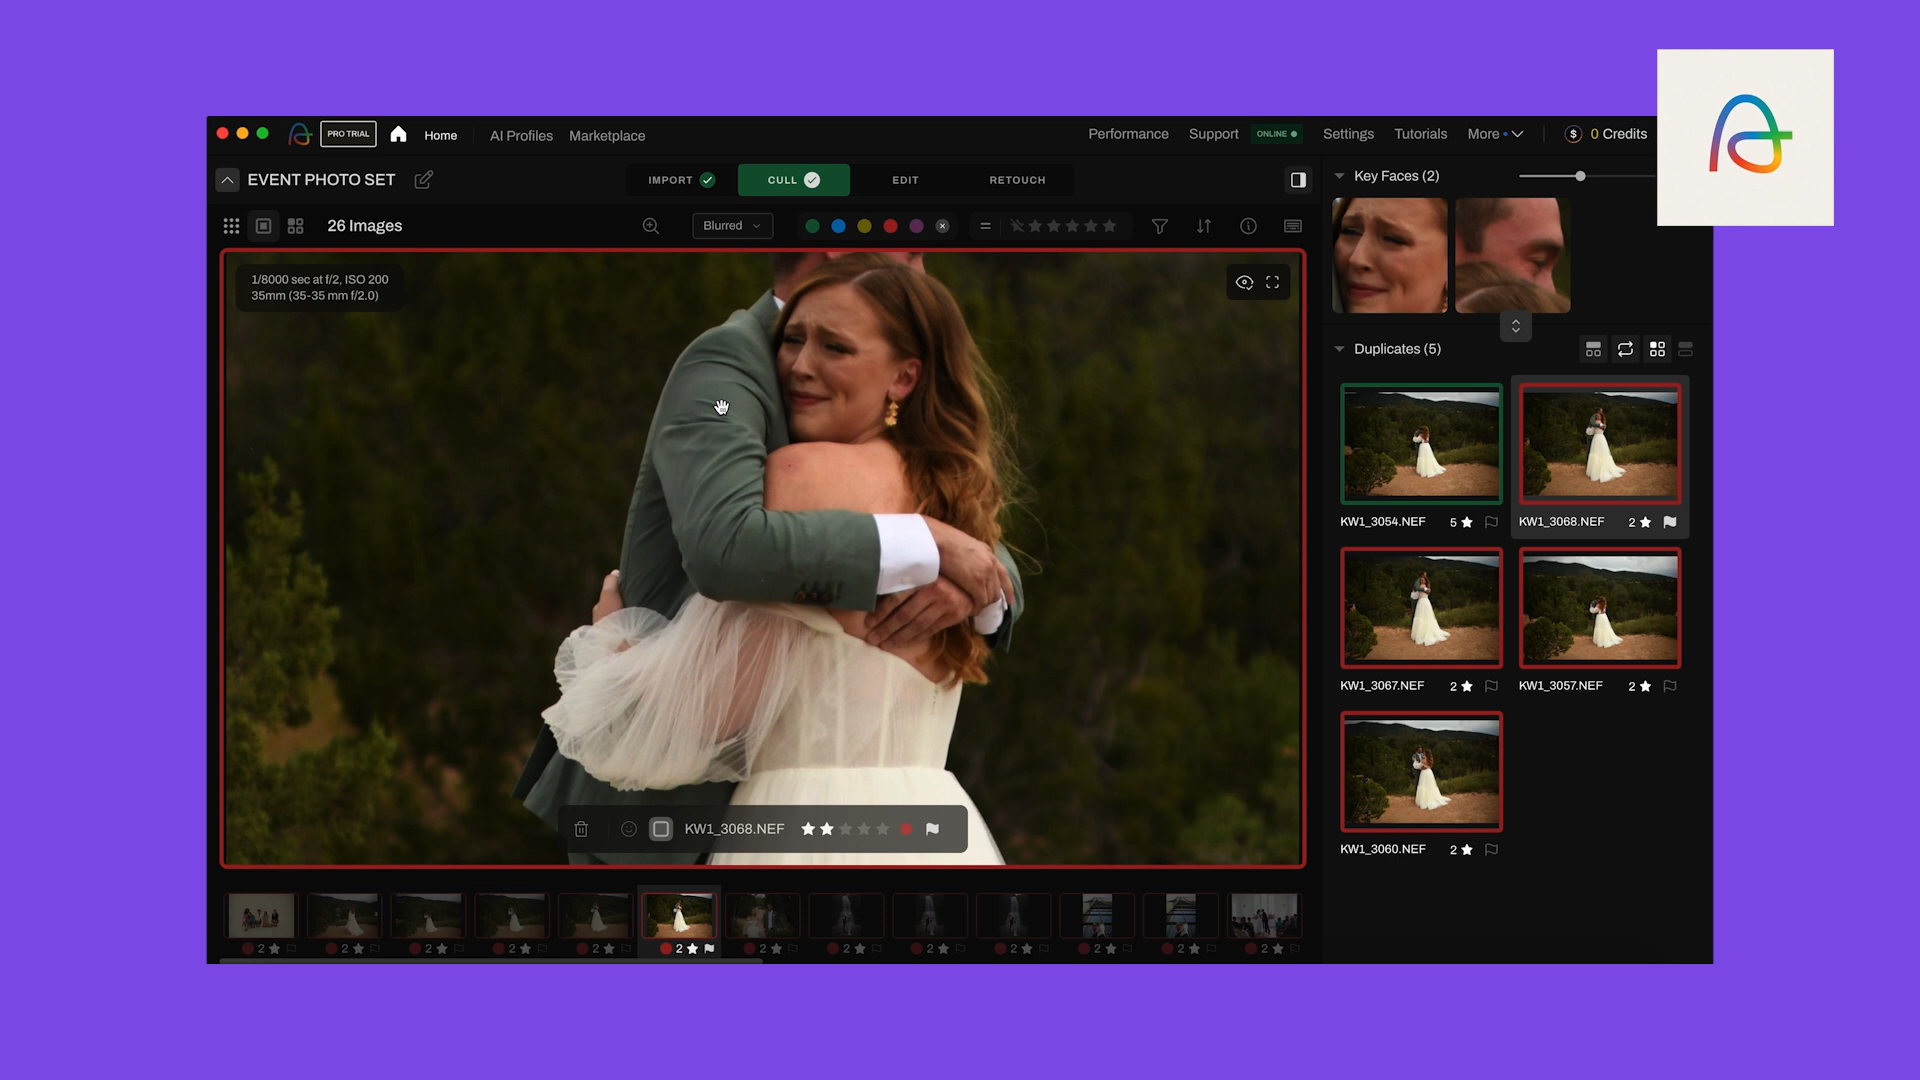 PRO TRIAL
Home
AI Profiles
Marketplace
Performance
Support
ONLINE
Settings
Tutorials
More
$ 0 Credits
EVENT PHOTO SET
IMPORT
CULL
EDIT
RETOUCH
26 Images
Blurred
1/8000 sec at f/2, ISO 200
35mm (35-35 mm f/2.0)
KW1_3068.NEF
2
2
2
2
2
2
2
2
2
2
2
2
2
Key Faces (2)
Duplicates (5)
KW1_3054.NEF 5
KW1_3068.NEF 2
KW1_3067.NEF 2
KW1_3057.NEF 2
KW1_3060.NEF 2